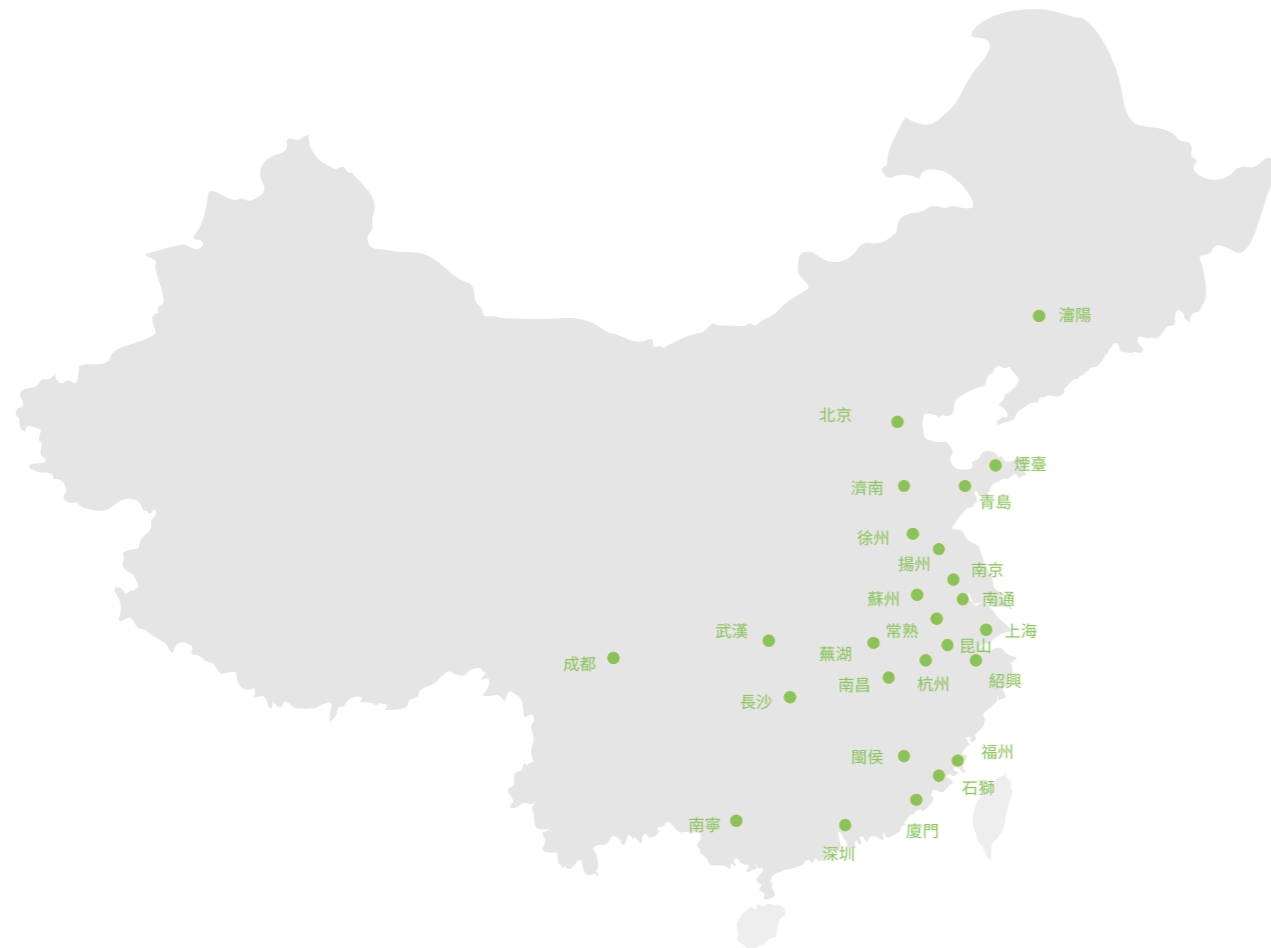 瀋陽
北京
煙臺
濟南
青島
徐州
揚州
南京
蘇州
南通
常熟
上海
武漢
昆山
蕪湖
成都
紹興
杭州
南昌
長沙
福州
閩侯
石獅
南寧
廈門
深圳